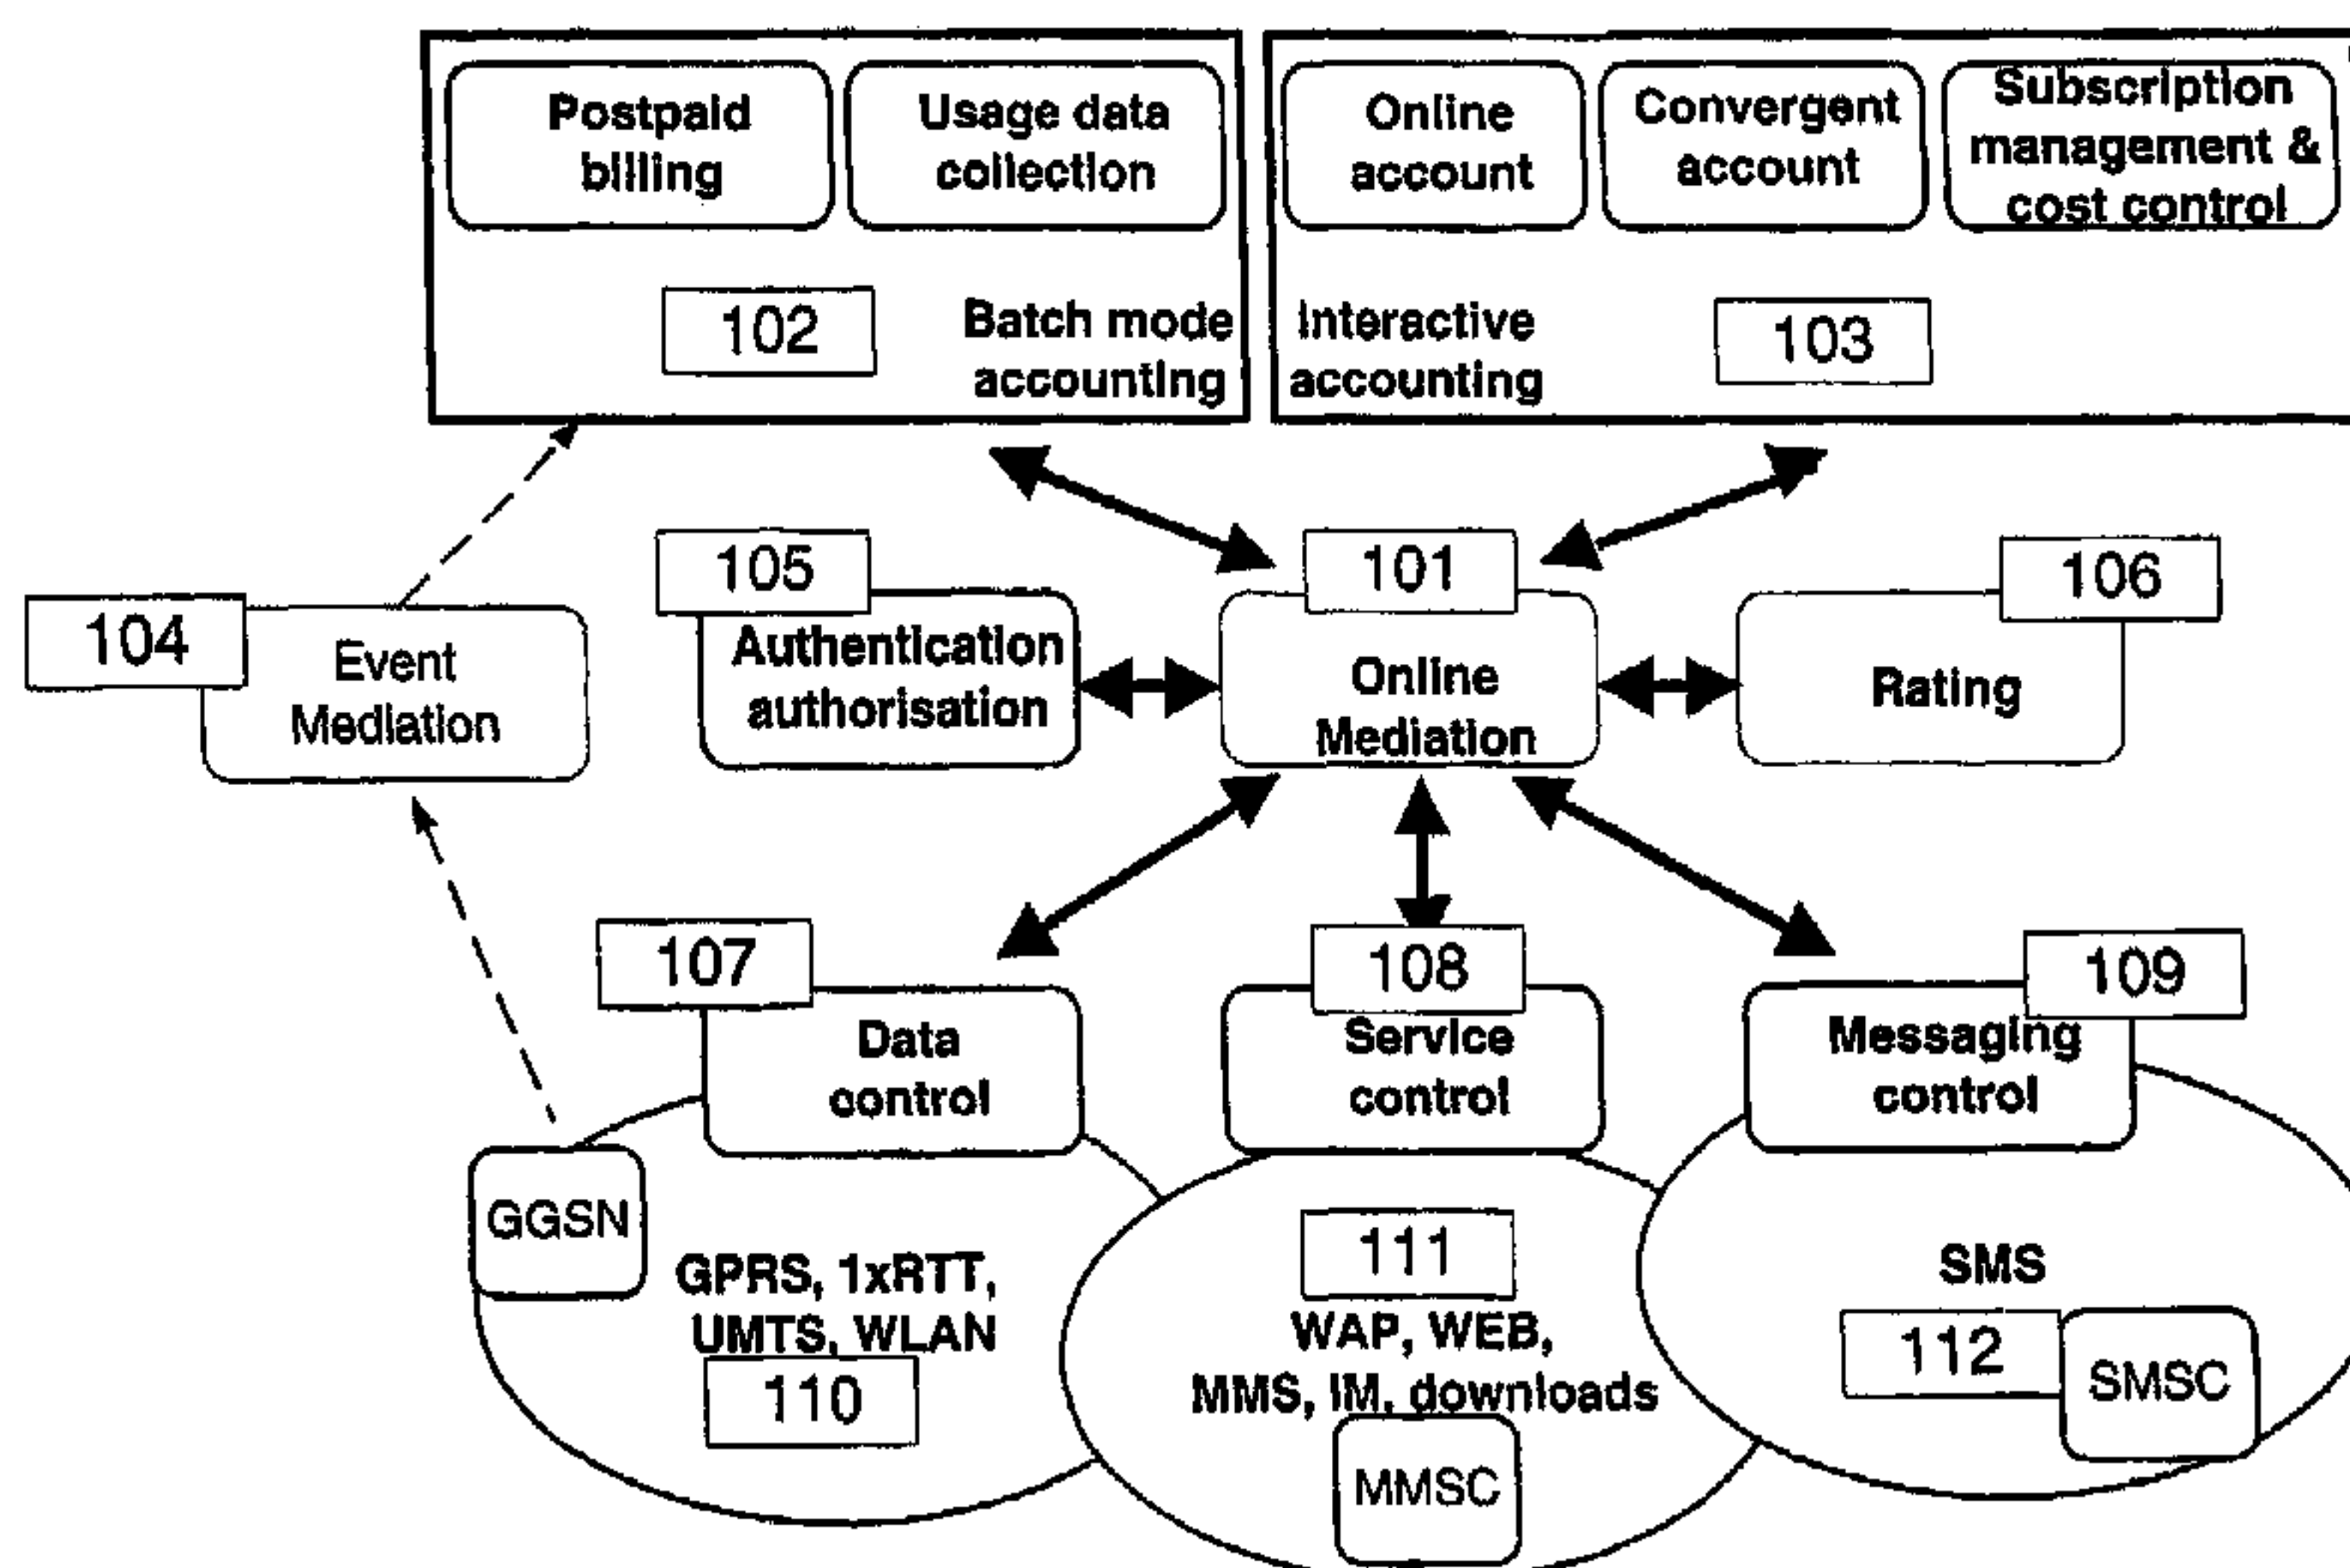 Postpaid
billing
Usage data
collection
Online
account
Convergent
account
Subscription
management &
cost control
102
Batch mode
accounting
Interactive
accounting
103
105
101
106
104
Event
Mediation
Authentication
authorisation
Online
Mediation
Rating
107
108
109
Data
control
Service
control
Messaging
control
GGSN
GPRS, 1xRTT,
UMTS, WLAN
110
111
WAP, WEB,
MMS, IM, downloads
MMSC
SMS
112
SMSC